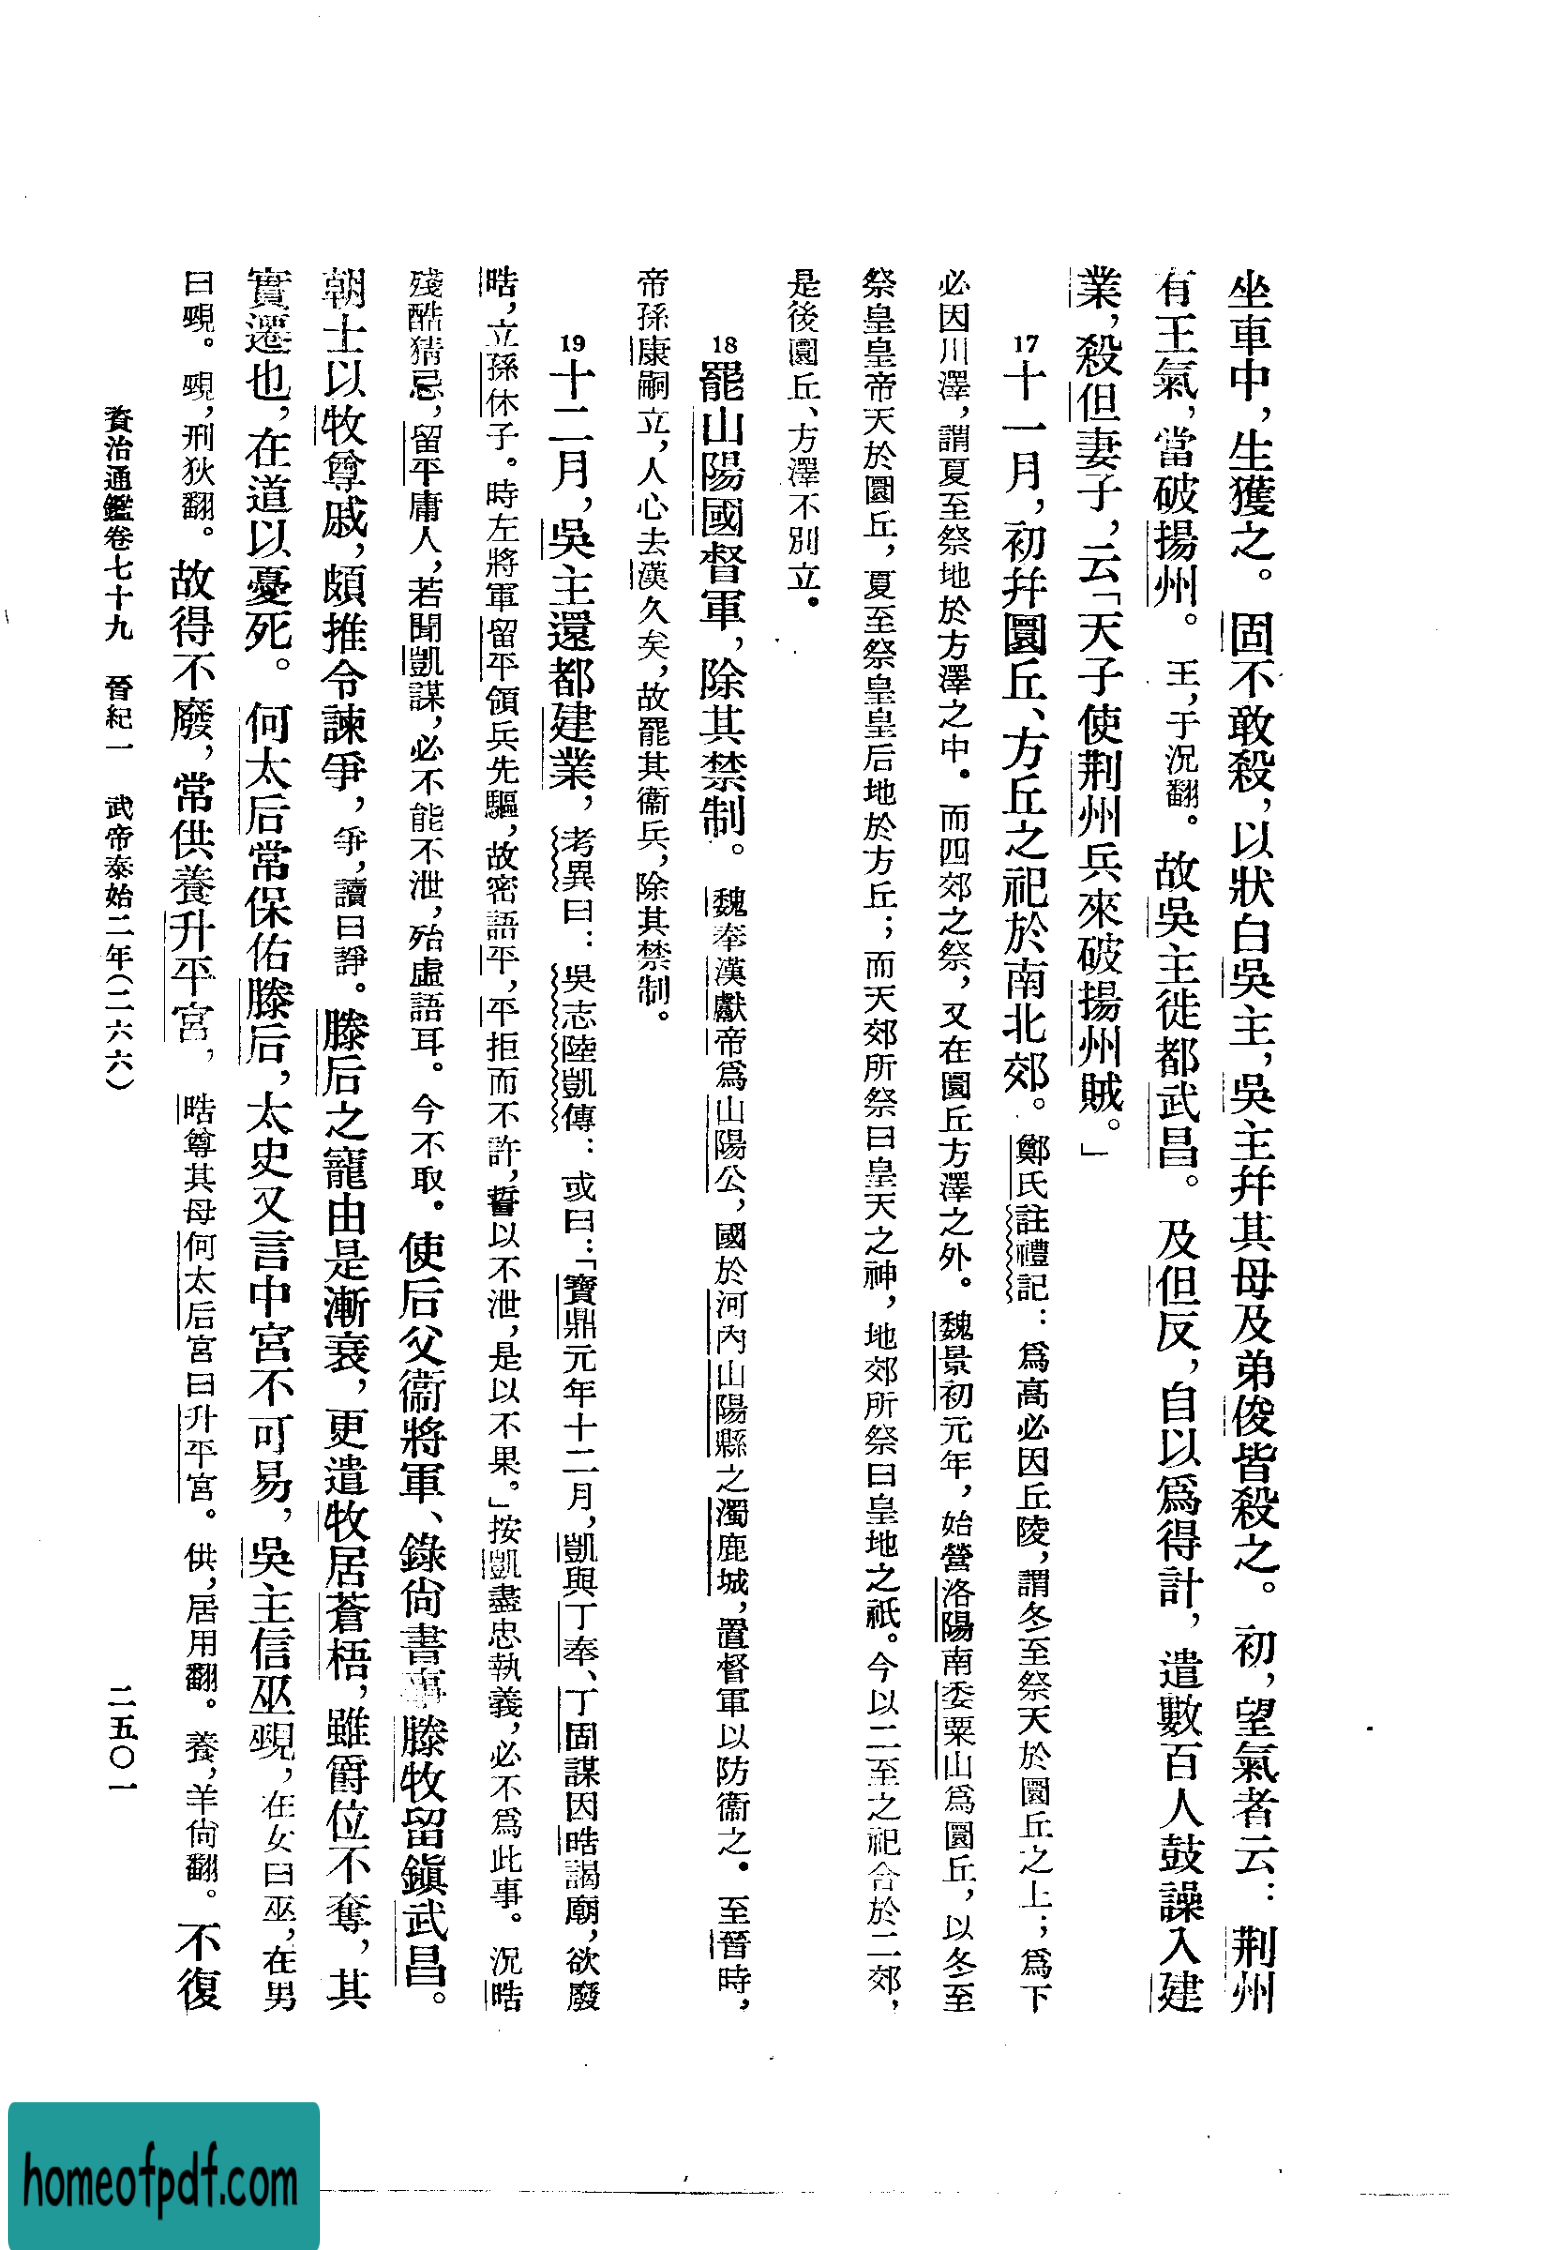 坐車中，生獲之。固不敢殺，以狀白吳主，吳主幷其母及弟俊皆殺之。初，望氣者云：荆州
有王氣，當破揚州。王，于況翻。故吳主徙都武昌。及但反，自以爲得計，遣數百人鼓譟入建
業，殺但妻子，云「天子使荆州兵來破揚州賊。」
17十一月，初幷圜丘、方丘之祀於南北郊。鄭氏註禮記：爲高必因丘陵，謂冬至祭天於圜丘之上；爲下
必因川澤，謂夏至祭地於方澤之中。而四郊之祭，又在圜丘方澤之外。魏景初元年，始營洛陽南委粟山爲圜丘，以冬至
祭皇皇帝天於圜丘，夏至祭皇皇后地於方丘；而天郊所祭曰皇天之神，地郊所祭曰皇地之祇。今以二至之祀合於二郊，
是後圜丘、方澤不別立。
18罷山陽國督軍，除其禁制。魏奉漢獻帝爲山陽公，國於河內山陽縣之濁鹿城，置督軍以防衞之。至晉時，
帝孫康嗣立，人心去漢久矣，故罷其衞兵，除其禁制。
19十二月，吳主還都建業，考異曰：吳志陸凱傳：或曰：「寶鼎元年十二月，凱與丁奉、丁固謀因晧謁廟，欲廢
晧，立孫休子。時左將軍留平領兵先驅，故密語平，平拒而不許，誓以不泄，是以不果。」按凱盡忠執義，必不爲此事。況晧
殘酷猜忌，留平庸人，若聞凱謀，必不能不泄，殆虛語耳。今不取。使后父衞將軍、錄尙書事滕牧留鎭武昌。
朝士以牧尊戚，頗推令諫爭，爭，讀曰諍。滕后之寵由是漸衰，更遣牧居蒼梧，雖爵位不奪，其
實遷也，在道以憂死。何太后常保佑滕后，太史又言中宮不可易，吳主信巫覡，在女曰巫，在男
曰覡。覡，刑狄翻。故得不廢，常供養升平宮，晧尊其母何太后宮曰升平宮。供，居用翻。養，羊尙翻。不復
資治通鑑卷七十九 晉紀一 武帝泰始二年（二六六）
二五〇一
homeofpdf.com